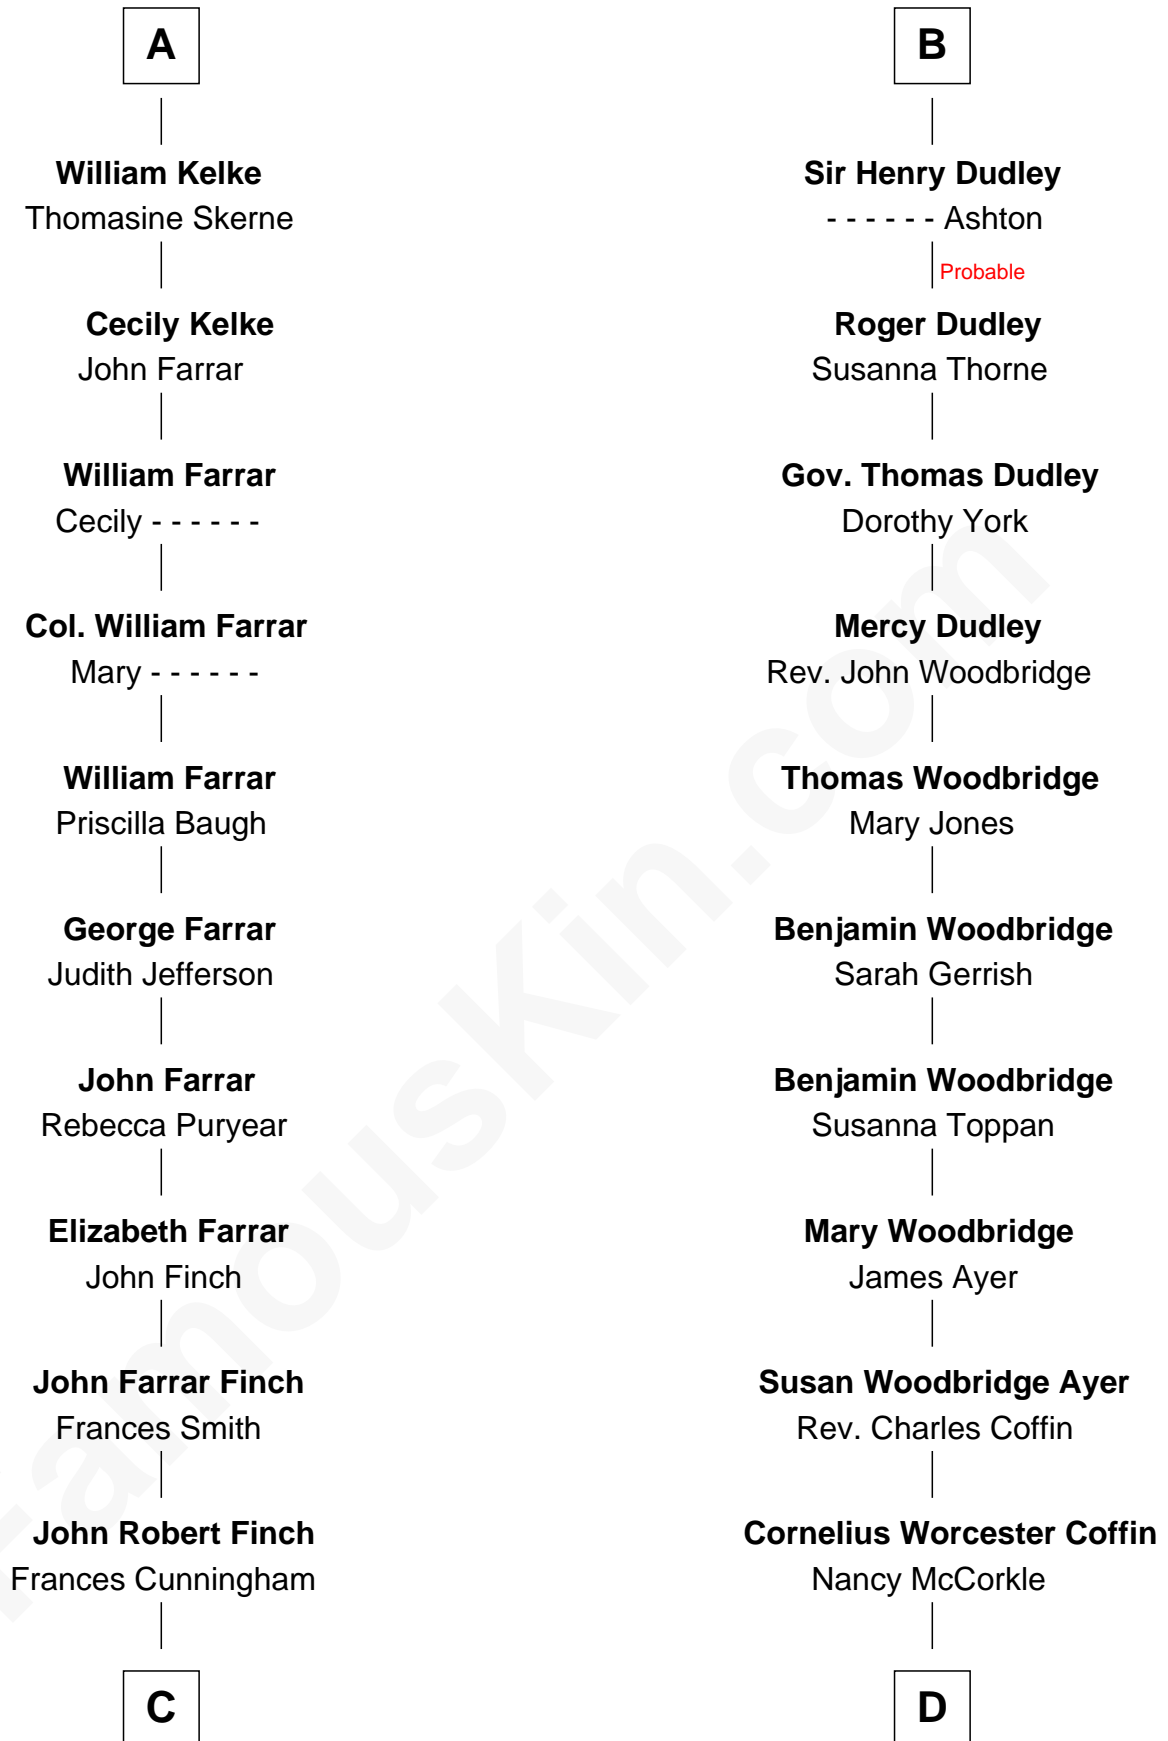 A
William Kelke
Thomasine Skerne
Cecily Kelke
John Farrar
William Farrar
Cecily - - - - - -
Col. William Farrar
Mary - - - - - -
William Farrar
Priscilla Baugh
George Farrar
Judith Jefferson
John Farrar
Rebecca Puryear
Elizabeth Farrar
John Finch
John Farrar Finch
Frances Smith
John Robert Finch
Frances Cunningham
C
B
Sir Henry Dudley
- - - - - - Ashton
Probable
Roger Dudley
Susanna Thorne
Gov. Thomas Dudley
Dorothy York
Mercy Dudley
Rev. John Woodbridge
Thomas Woodbridge
Mary Jones
Benjamin Woodbridge
Sarah Gerrish
Benjamin Woodbridge
Susanna Toppan
Mary Woodbridge
James Ayer
Susan Woodbridge Ayer
Rev. Charles Coffin
Cornelius Worcester Coffin
Nancy McCorkle
D
FamousKin.com